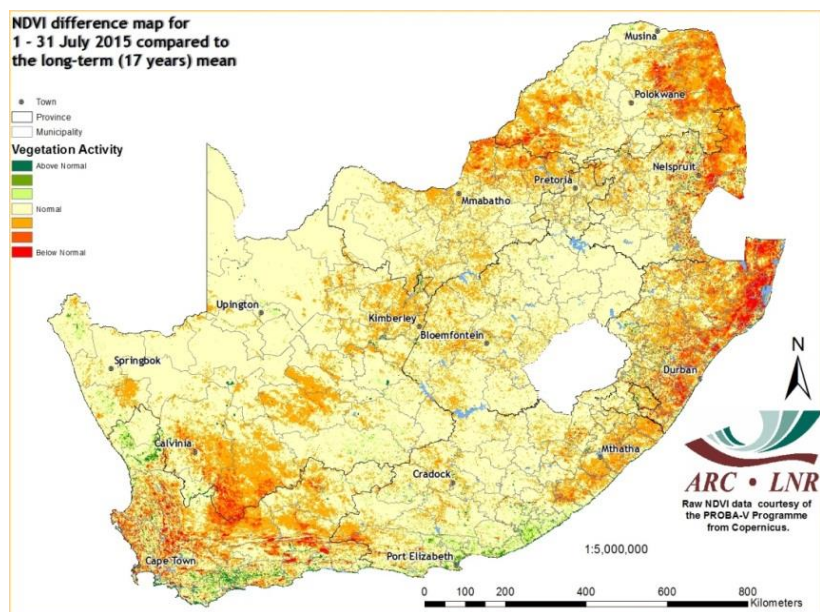 NDVI difference map for
1 - 31 July 2015 compared to
the long-term (17 years) mean
Town
Province
Municipality
Vegetation Activity
Above Normal
Normal
Below Normal
Musina
Polokwane
Nelspruit
Pretoria
Mmabatho
Upington
Kimberley
Bloemfontein
Springbok
Durban
Calvinia
Mthatha
Cradock
Cape Town
Port Elizabeth
N
ARC • LNR
Raw NDVI data courtesy of
the PROBA-V Programme
from Copernicus.
1:5,000,000
0 100 200 400 600 800
Kilometers